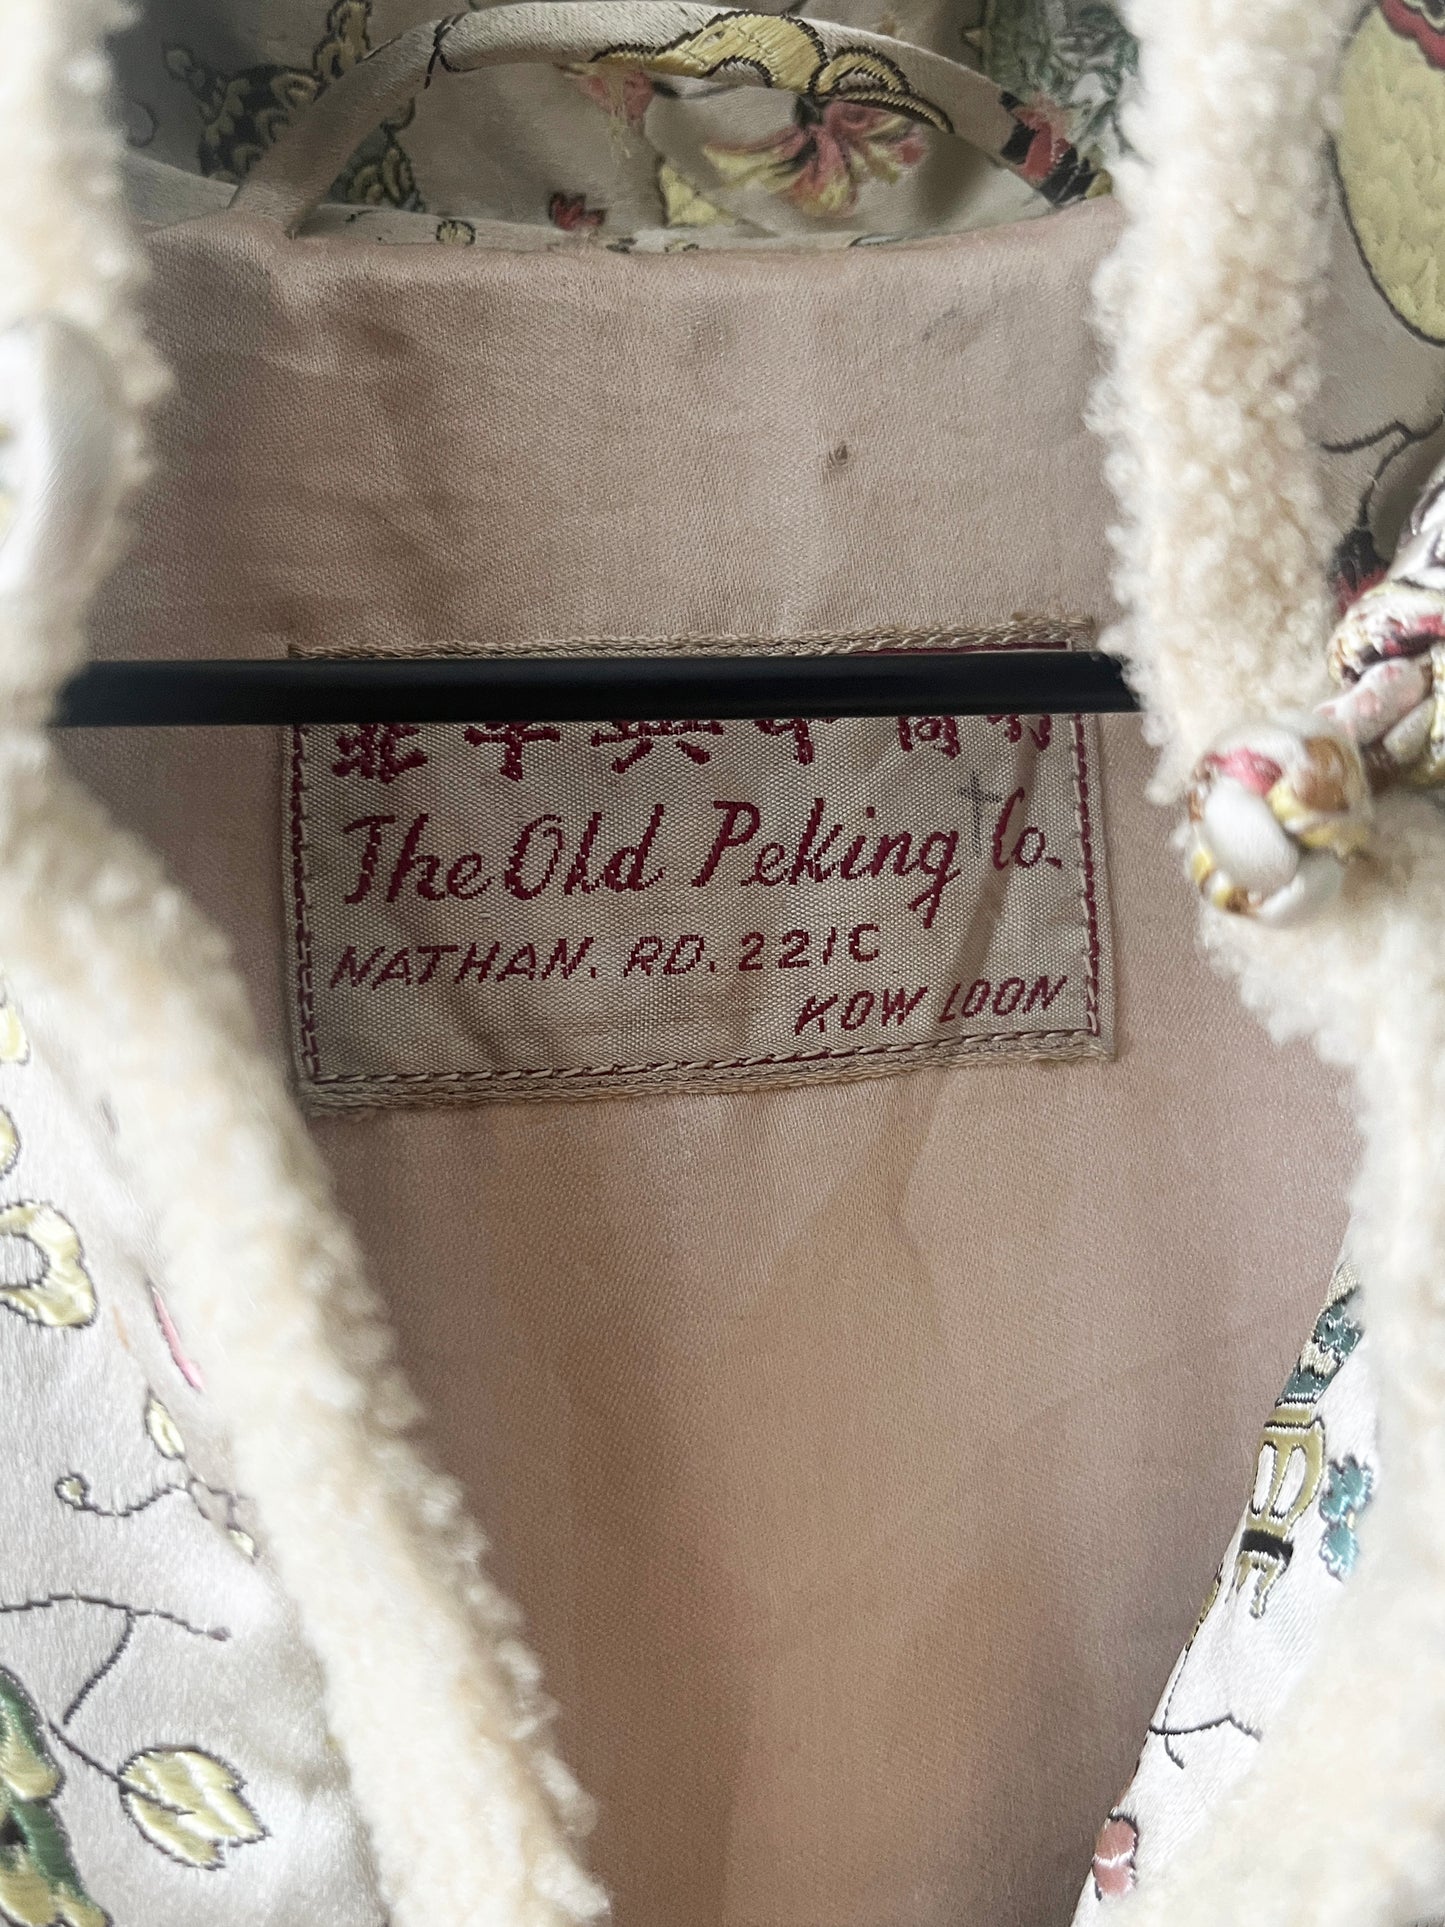 The Old Peking Co.
NATHAN. RD. 221C
KOW LOON